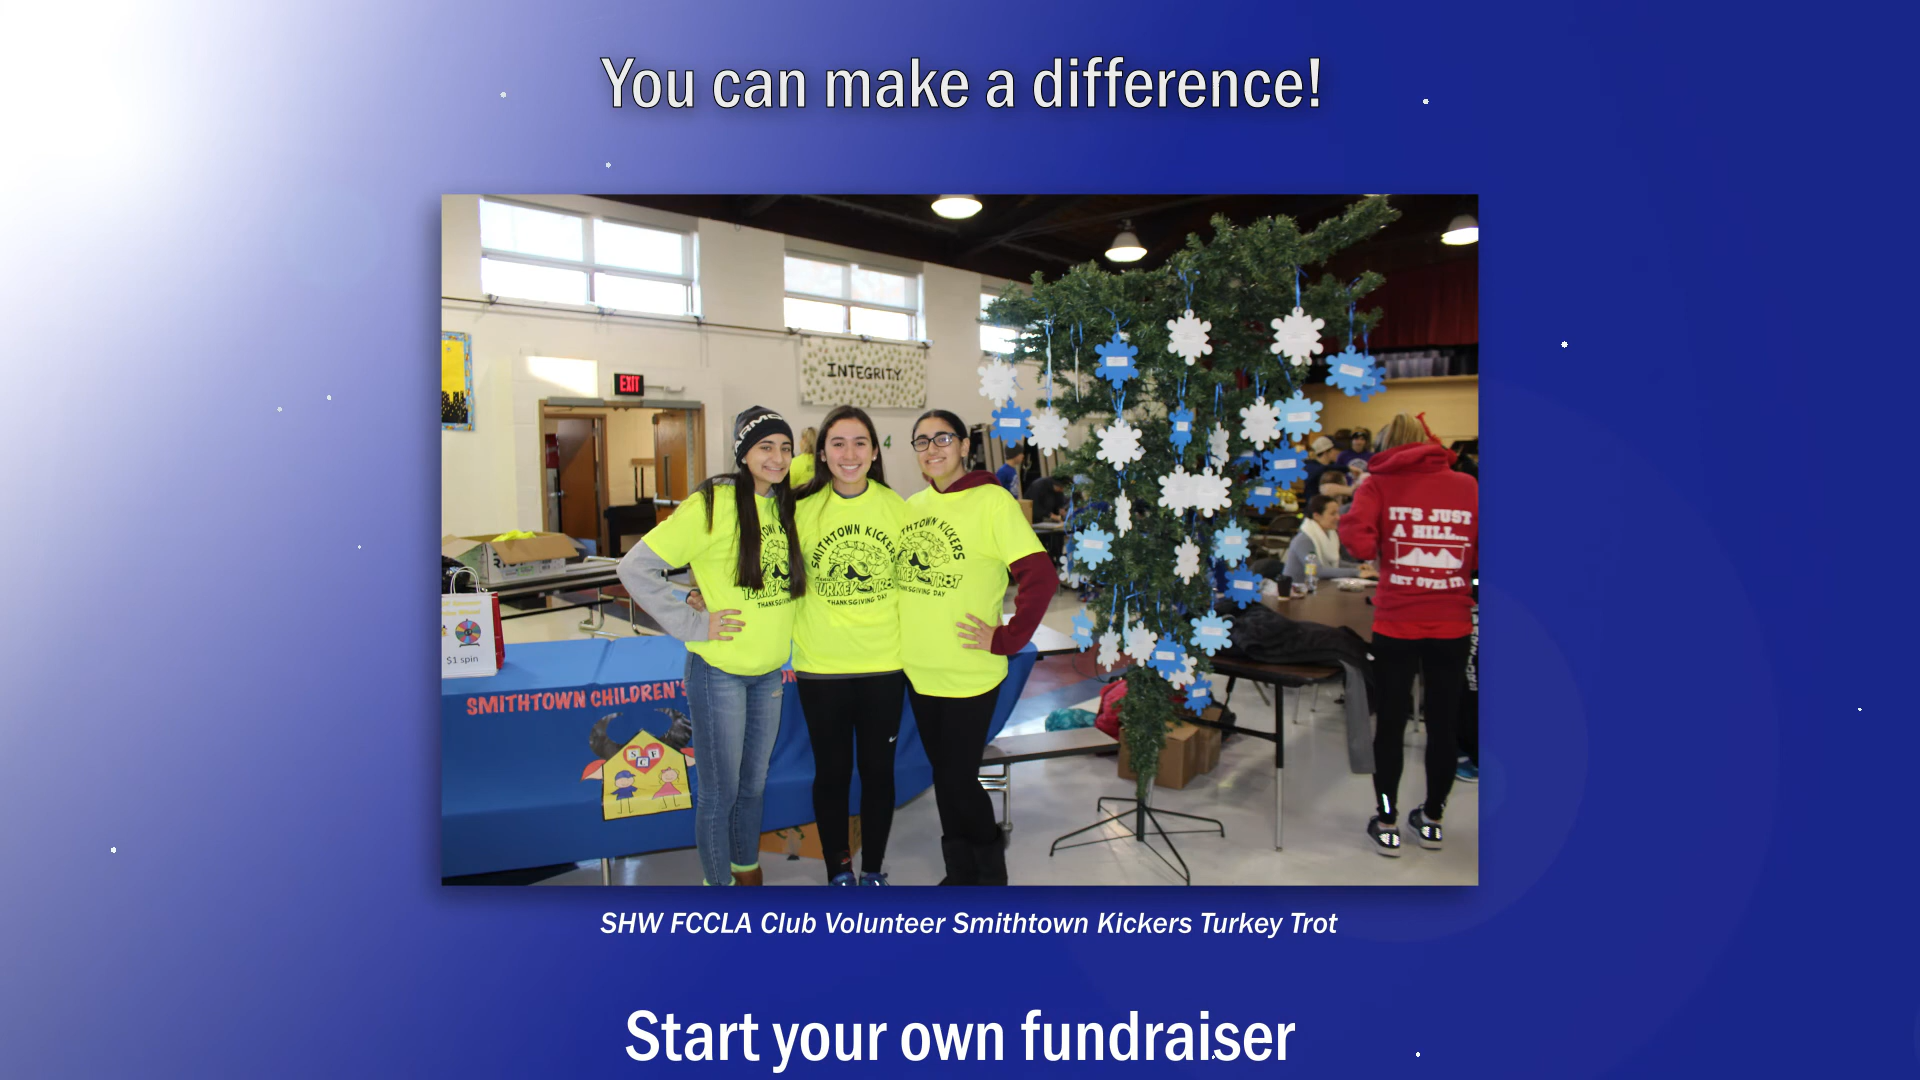 You can make a difference!
INTEGRITY
EXIT
4
SMITHTOWN KICKERS
TURKEY TROT
THANKSGIVING DAY
IT'S JUST
A HILL...
GET OVER IT!
$1 spin
SMITHTOWN CHILDREN'S
S C F
SHW FCCLA Club Volunteer Smithtown Kickers Turkey Trot
Start your own fundraiser